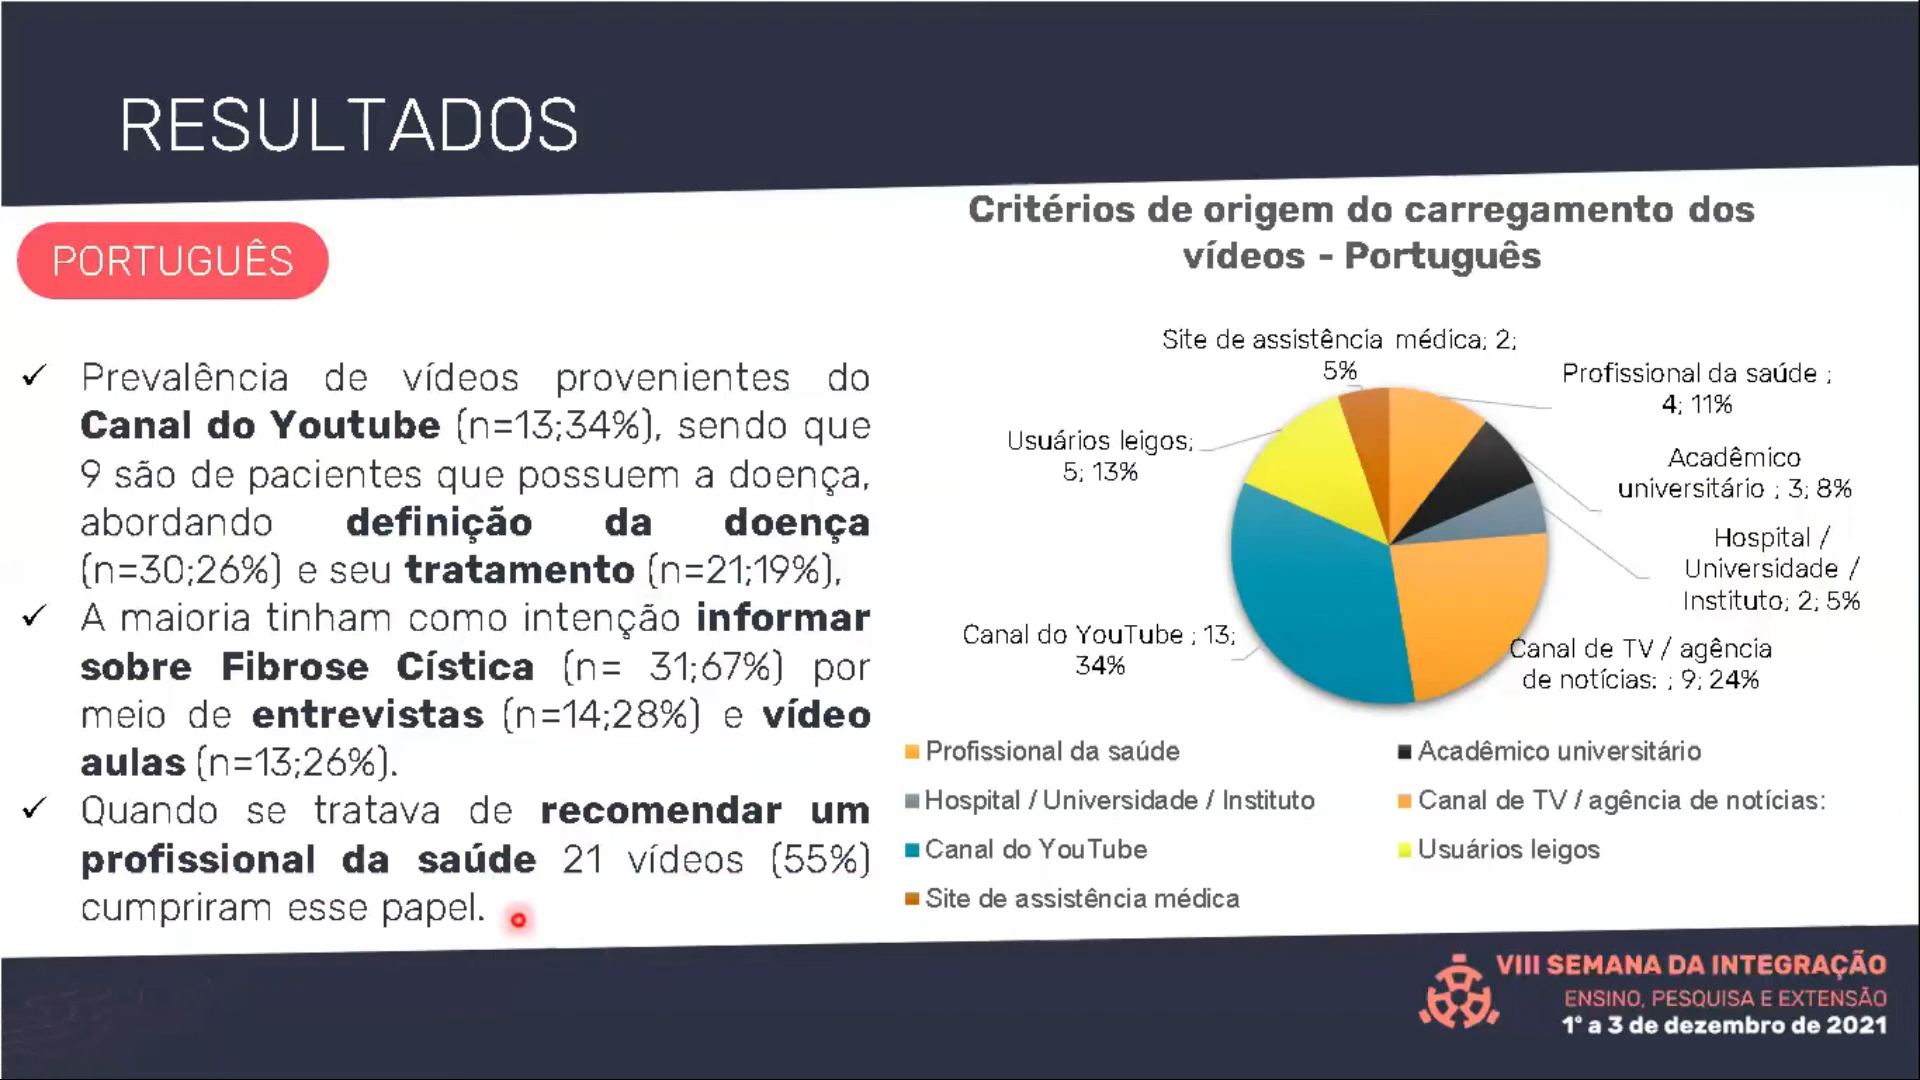 RESULTADOS
PORTUGUÊS
✓ Prevalência de vídeos provenientes do
Canal do Youtube (n=13;34%), sendo que
9 são de pacientes que possuem a doença,
abordando definição da doença
(n=30;26%) e seu tratamento (n=21;19%),
✓ A maioria tinham como intenção informar
sobre Fibrose Cística (n= 31;67%) por
meio de entrevistas (n=14;28%) e vídeo
aulas (n=13;26%).
✓ Quando se tratava de recomendar um
profissional da saúde 21 vídeos (55%)
cumpriram esse papel.
Critérios de origem do carregamento dos
vídeos - Português
Site de assistência médica; 2;
5%
Profissional da saúde ;
4; 11%
Usuários leigos;
5; 13%
Acadêmico
universitário ; 3; 8%
Hospital /
Universidade /
Instituto; 2; 5%
Canal do YouTube ; 13;
34%
Canal de TV / agência
de notícias: ; 9; 24%
Profissional da saúde
Acadêmico universitário
Hospital / Universidade / Instituto
Canal de TV / agência de notícias:
Canal do YouTube
Usuários leigos
Site de assistência médica
VIII SEMANA DA INTEGRAÇÃO
ENSINO, PESQUISA E EXTENSÃO
1º a 3 de dezembro de 2021